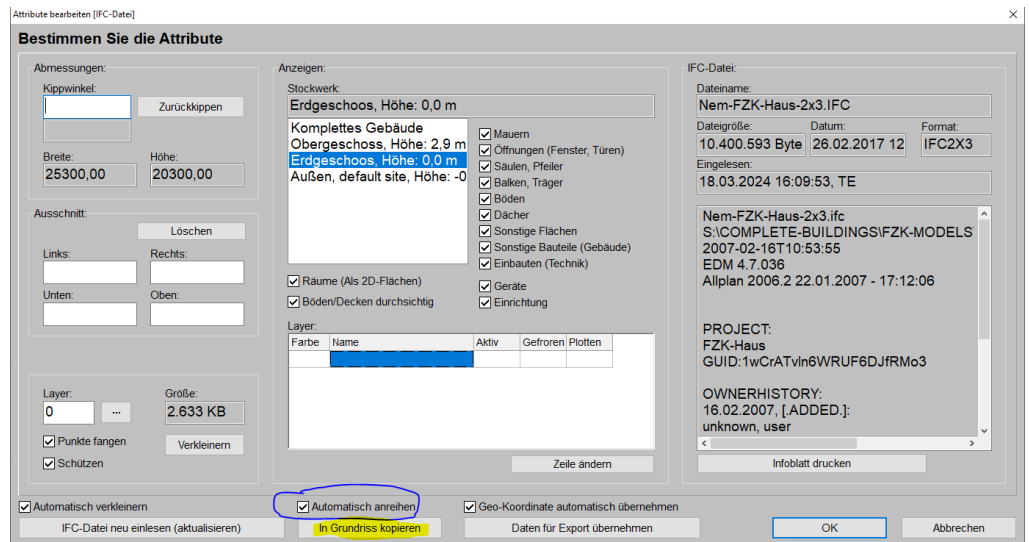 Attribute bearbeiten [IFC-Datei]
Bestimmen Sie die Attribute
Abmessungen:
Kippwinkel:
Zurückkippen
Breite:
Höhe:
25300,00
20300,00
Ausschnitt:
Löschen
Links:
Rechts:
Unten:
Oben:
Layer:
Größe:
0
...
2.633 KB
Punkte fangen
Verkleinern
Schützen
Anzeigen:
Stockwerk:
Erdgeschoos, Höhe: 0,0 m
Komplettes Gebäude
Obergeschoss, Höhe: 2,9 m
Erdgeschoos, Höhe: 0,0 m
Außen, default site, Höhe: -0
Mauern
Öffnungen (Fenster, Türen)
Säulen, Pfeiler
Balken, Träger
Böden
Dächer
Sonstige Flächen
Sonstige Bauteile (Gebäude)
Einbauten (Technik)
Geräte
Einrichtung
Räume (Als 2D-Flächen)
Böden/Decken durchsichtig
Layer:
Farbe Name Aktiv Gefroren Plotten
Zeile ändern
IFC-Datei:
Dateiname:
Nem-FZK-Haus-2x3.IFC
Dateigröße: Datum: Format:
10.400.593 Byte 26.02.2017 12 IFC2X3
Eingelesen:
18.03.2024 16:09:53, TE
Nem-FZK-Haus-2x3.ifc
S:\COMPLETE-BUILDINGS\FZK-MODELS
2007-02-16T10:53:55
EDM 4.7.036
Allplan 2006.2 22.01.2007 - 17:12:06
PROJECT:
FZK-Haus
GUID:1wCrATvln6WRUF6DJfRMo3
OWNERHISTORY:
16.02.2007, [.ADDED.]:
unknown, user
Infoblatt drucken
Automatisch verkleinern
Automatisch anreihen
Geo-Koordinate automatisch übernehmen
IFC-Datei neu einlesen (aktualisieren)
In Grundriss kopieren
Daten für Export übernehmen
OK
Abbrechen